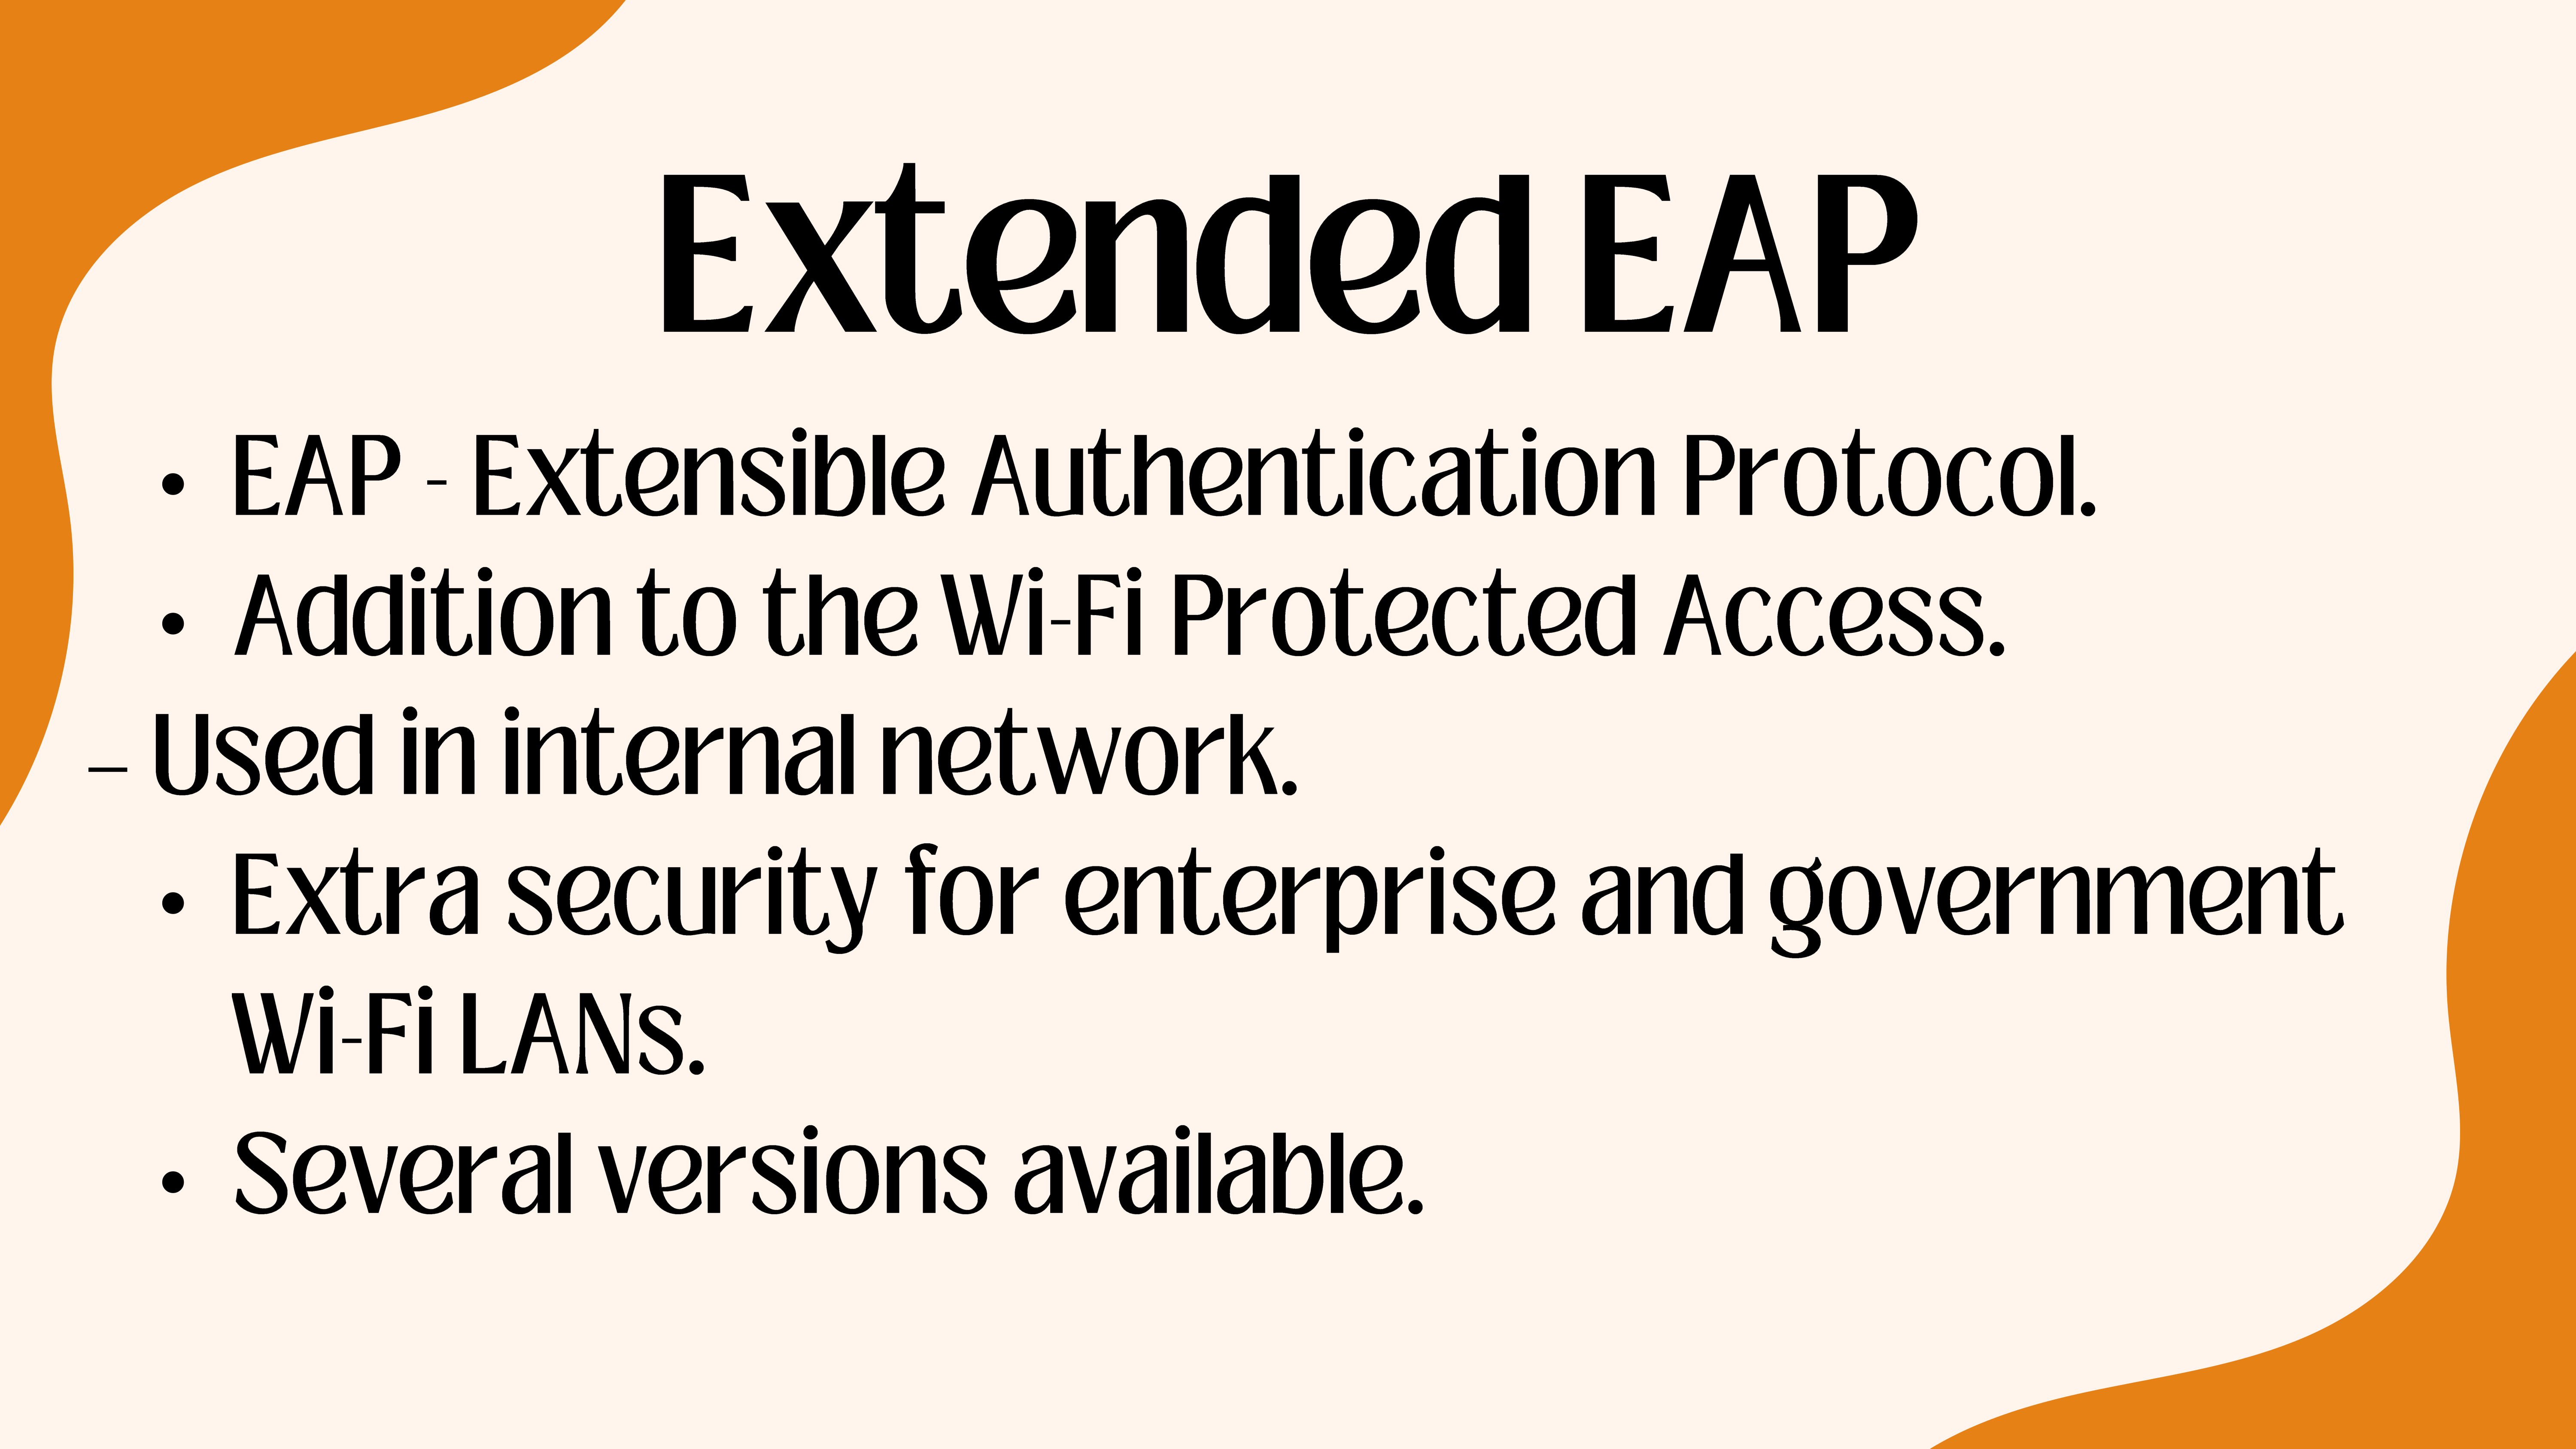 Extended EAP
• EAP - Extensible Authentication Protocol.
• Addition to the Wi-Fi Protected Access.
– Used in internal network.
• Extra security for enterprise and government
Wi-Fi LANs.
• Several versions available.